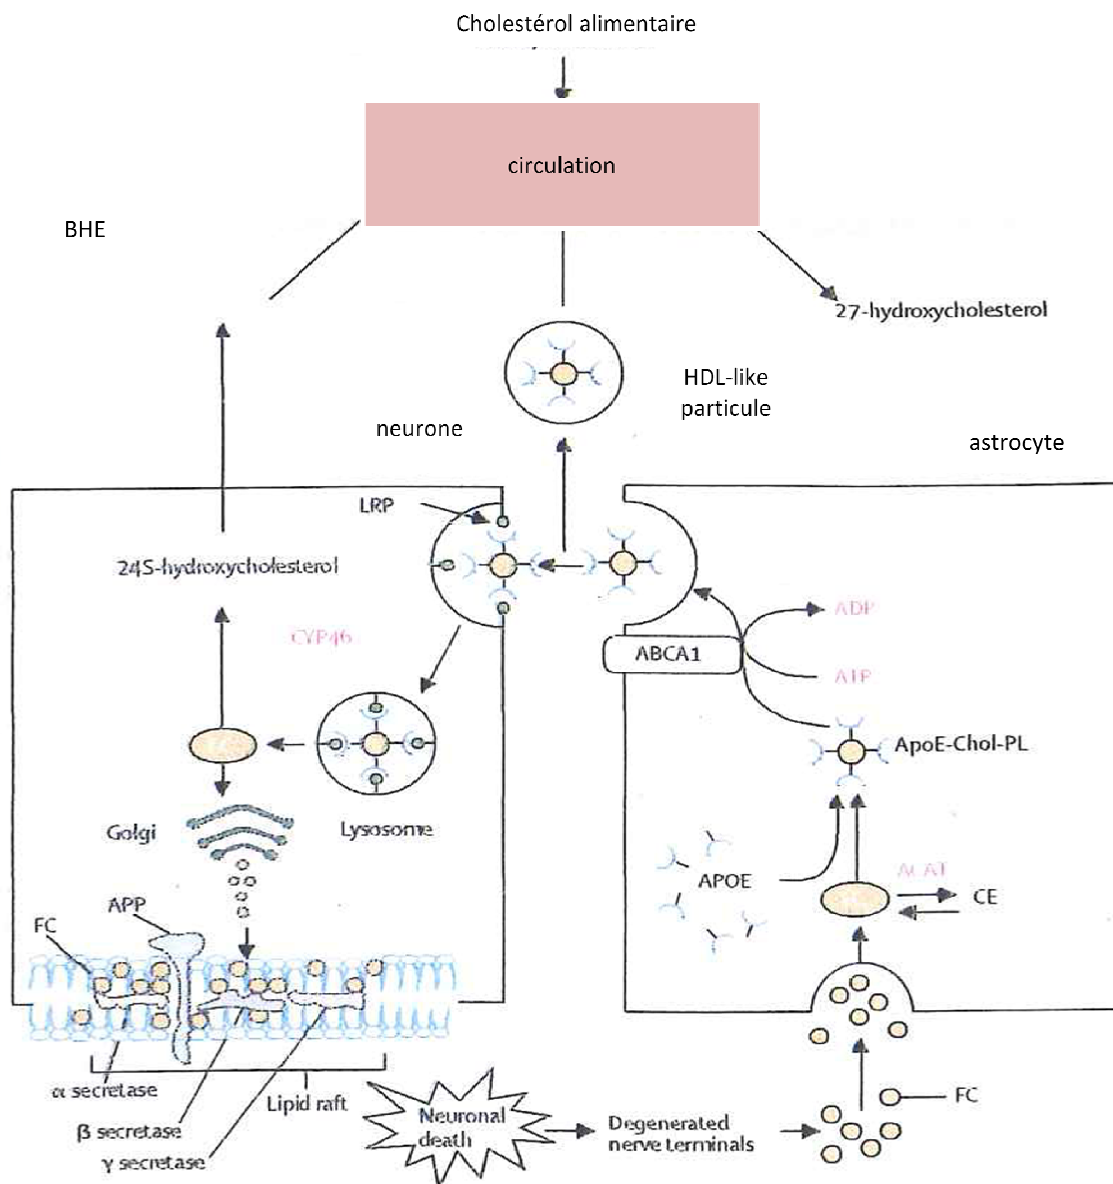 Cholestérol alimentaire
circulation
BHE
27-hydroxycholesterol
HDL-like
particule
neurone
astrocyte
LRP
24S-hydroxycholesterol
CYP46
ADP
ABCA1
ATP
ApoE-Chol-PL
Golgi
Lysosome
ACAT
APOE
CE
APP
FC
α secretase
Lipid raft
β secretase
γ secretase
Neuronal
death
Degenerated
nerve terminals
FC